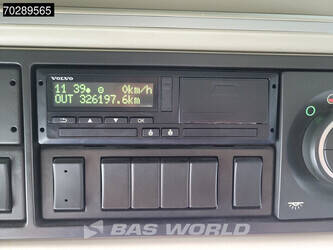 70289565
VOLVO
11 39 0km/h
OUT 326197.6km
OK
BAS WORLD